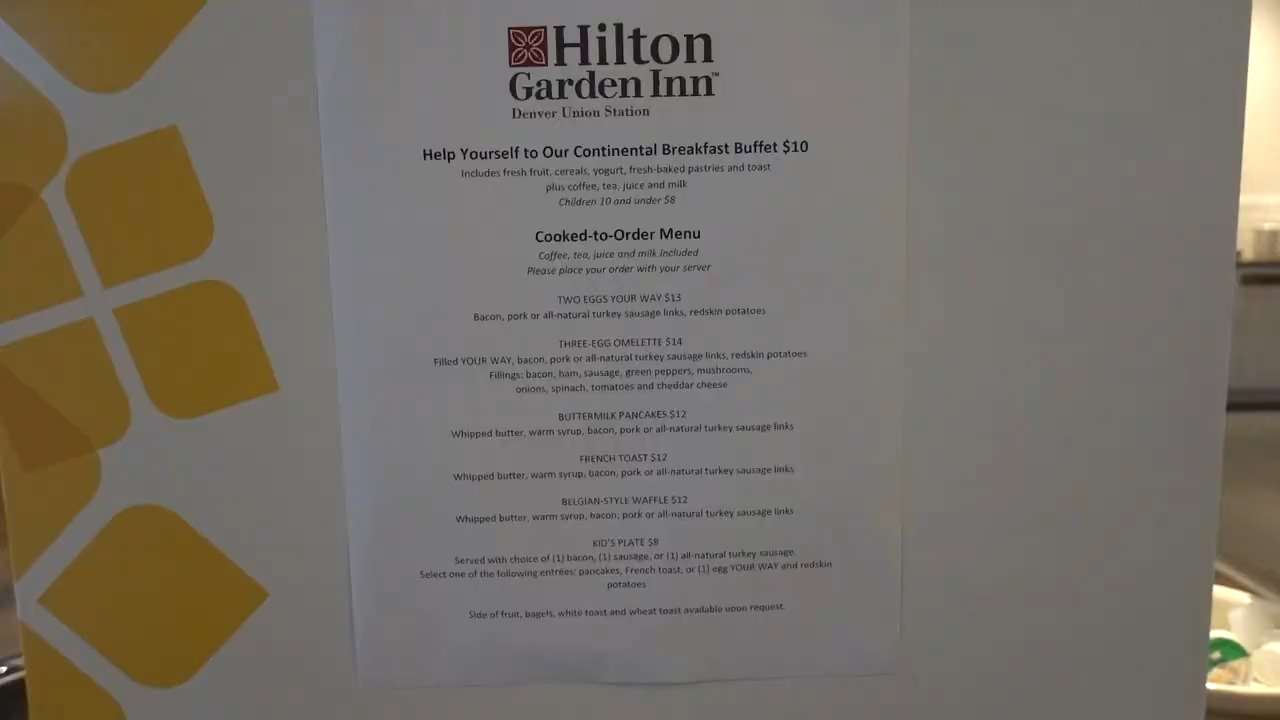 Hilton
Garden Inn™
Denver Union Station
Help Yourself to Our Continental Breakfast Buffet $10
Includes fresh fruit, cereals, yogurt, fresh-baked pastries and toast
plus coffee, tea, juice and milk
Children 10 and under $8
Cooked-to-Order Menu
Coffee, tea, juice and milk included
Please place your order with your server
TWO EGGS YOUR WAY $13
Bacon, pork or all-natural turkey sausage links, redskin potatoes
THREE-EGG OMELETTE $14
Filled YOUR WAY, bacon, pork or all-natural turkey sausage links, redskin potatoes
Fillings: bacon, ham, sausage, green peppers, mushrooms,
onions, spinach, tomatoes and cheddar cheese
BUTTERMILK PANCAKES $12
Whipped butter, warm syrup, bacon, pork or all-natural turkey sausage links
FRENCH TOAST $12
Whipped butter, warm syrup, bacon, pork or all-natural turkey sausage links
BELGIAN-STYLE WAFFLE $12
Whipped butter, warm syrup, bacon, pork or all-natural turkey sausage links
KID'S PLATE $8
Served with choice of (1) bacon, (1) sausage, or (1) all-natural turkey sausage.
Select one of the following entrées: pancakes, French toast, or (1) egg YOUR WAY and redskin
potatoes
Side of fruit, bagels, white toast and wheat toast available upon request.